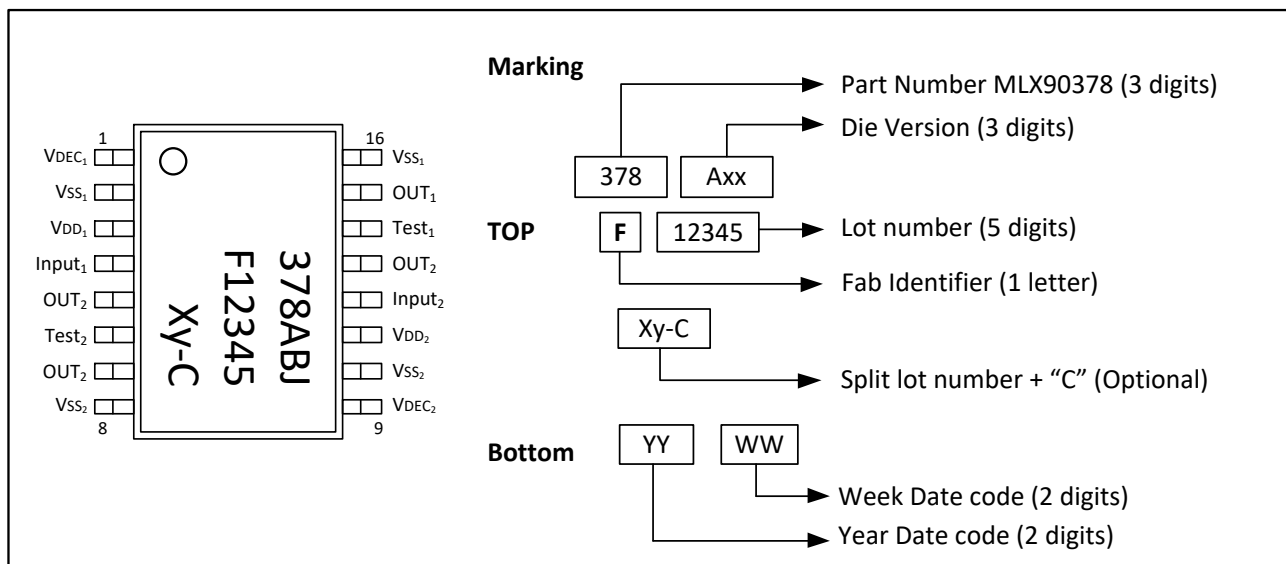 Marking
Part Number MLX90378 (3 digits)
Die Version (3 digits)
378 Axx
TOP
F 12345
Lot number (5 digits)
Fab Identifier (1 letter)
Xy-C
Split lot number + “C” (Optional)
Bottom
YY WW
Week Date code (2 digits)
Year Date code (2 digits)
1
VDEC1
VSS1
VDD1
Input1
OUT2
Test2
OUT2
VSS2
8
16
VSS1
OUT1
Test1
OUT2
Input2
VDD2
VSS2
VDEC2
9
378ABJ
F12345
Xy-C